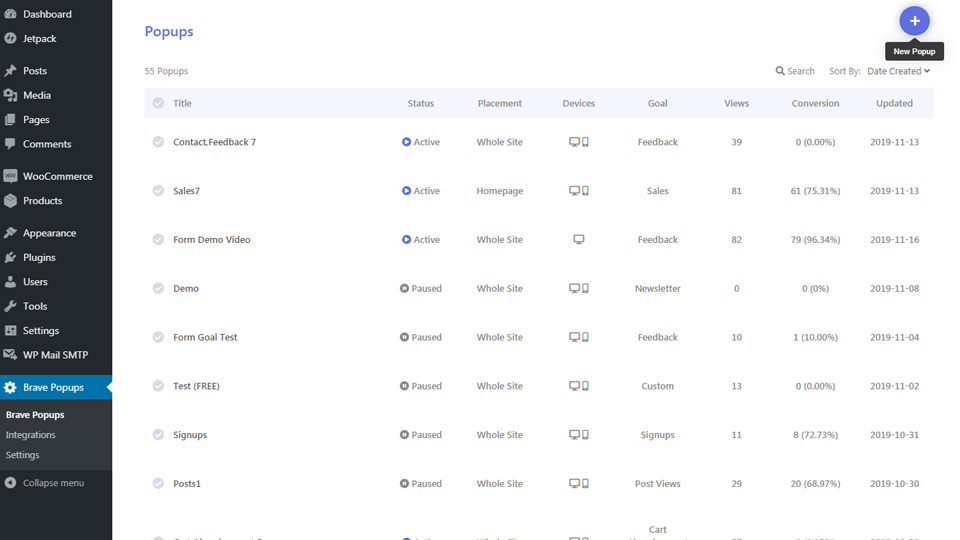 Dashboard
Jetpack
Posts
Media
Pages
Comments
WooCommerce
Products
Appearance
Plugins
Users
Tools
Settings
WP Mail SMTP
Brave Popups
Brave Popups
Integrations
Settings
Collapse menu
Popups
New Popup
55 Popups Search Sort By: Date Created
Title Status Placement Devices Goal Views Conversion Updated
Contact,Feedback 7 Active Whole Site Feedback 39 0 (0.00%) 2019-11-13
Sales7 Active Homepage Sales 81 61 (75.31%) 2019-11-13
Form Demo Video Active Whole Site Feedback 82 79 (96.34%) 2019-11-16
Demo Paused Whole Site Newsletter 0 0 (0%) 2019-11-08
Form Goal Test Paused Whole Site Feedback 10 1 (10.00%) 2019-11-04
Test (FREE) Paused Whole Site Custom 13 0 (0.00%) 2019-11-02
Signups Paused Whole Site Signups 11 8 (72.73%) 2019-10-31
Posts1 Paused Whole Site Post Views 29 20 (68.97%) 2019-10-30
Cart